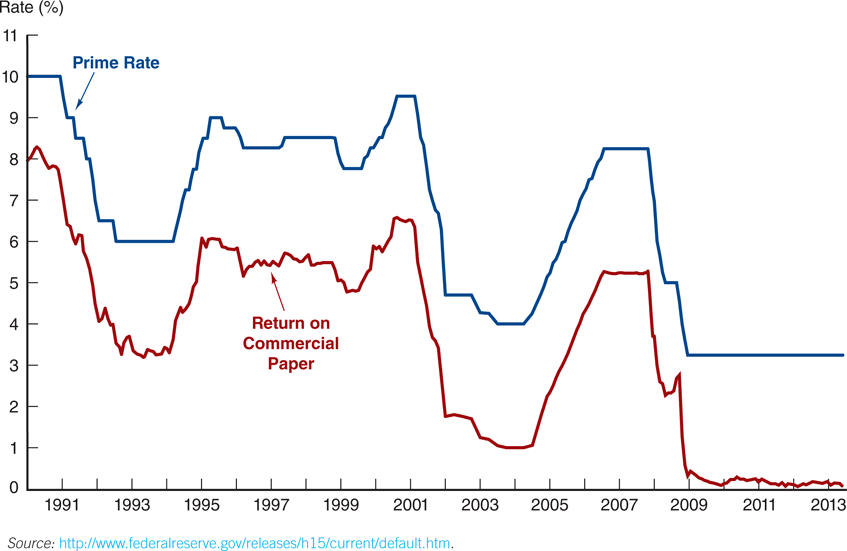 Rate (%)
11
10
9
8
7
6
5
4
3
2
1
0
Prime Rate
Return on
Commercial
Paper
1991 1993 1995 1997 1999 2001 2003 2005 2007 2009 2011 2013
Source: http://www.federalreserve.gov/releases/h15/current/default.htm.